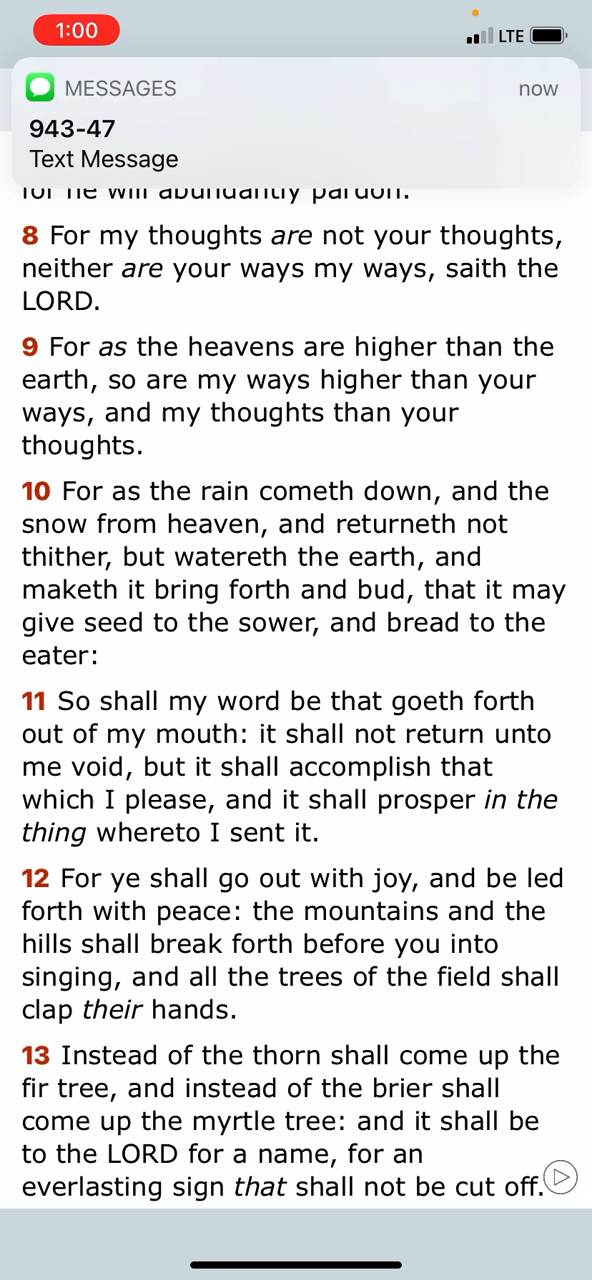 1:00
LTE
MESSAGES
now
943-47
Text Message
for he will abundantly pardon.
8 For my thoughts are not your thoughts,
neither are your ways my ways, saith the
LORD.
9 For as the heavens are higher than the
earth, so are my ways higher than your
ways, and my thoughts than your
thoughts.
10 For as the rain cometh down, and the
snow from heaven, and returneth not
thither, but watereth the earth, and
maketh it bring forth and bud, that it may
give seed to the sower, and bread to the
eater:
11 So shall my word be that goeth forth
out of my mouth: it shall not return unto
me void, but it shall accomplish that
which I please, and it shall prosper in the
thing whereto I sent it.
12 For ye shall go out with joy, and be led
forth with peace: the mountains and the
hills shall break forth before you into
singing, and all the trees of the field shall
clap their hands.
13 Instead of the thorn shall come up the
fir tree, and instead of the brier shall
come up the myrtle tree: and it shall be
to the LORD for a name, for an
everlasting sign that shall not be cut off.